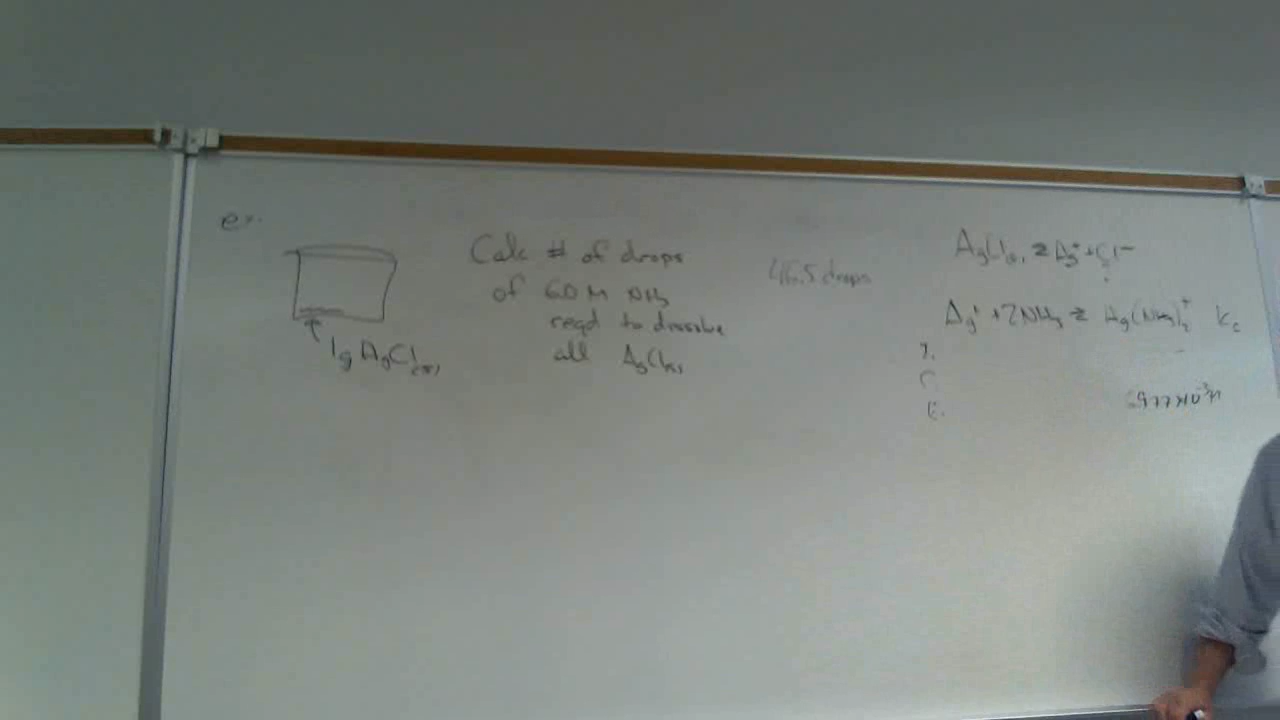 ex.
Calc # of drops
of 6.0 M NH₃
reqd to dissolve
all AgCl(s)
1g AgCl(s)
46.5 drops
AgCl(s) ⇌ Ag⁺ + Cl⁻
Ag⁺ + 2NH₃ ⇌ Ag(NH₃)₂⁺
I.
C
E.